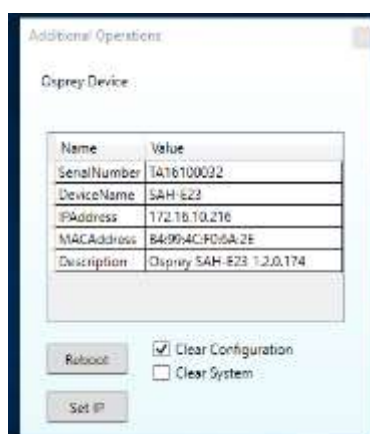 Additional Operations
Osprey Device
Name Value
SerialNumber TA16100032
DeviceName SAH-E23
IPAddress 172.16.10.216
MACAddress B4:99:4C:F0:6A:2E
Description Osprey SAH-E23 1.2.0.174
Reboot
Clear Configuration
Clear System
Set IP